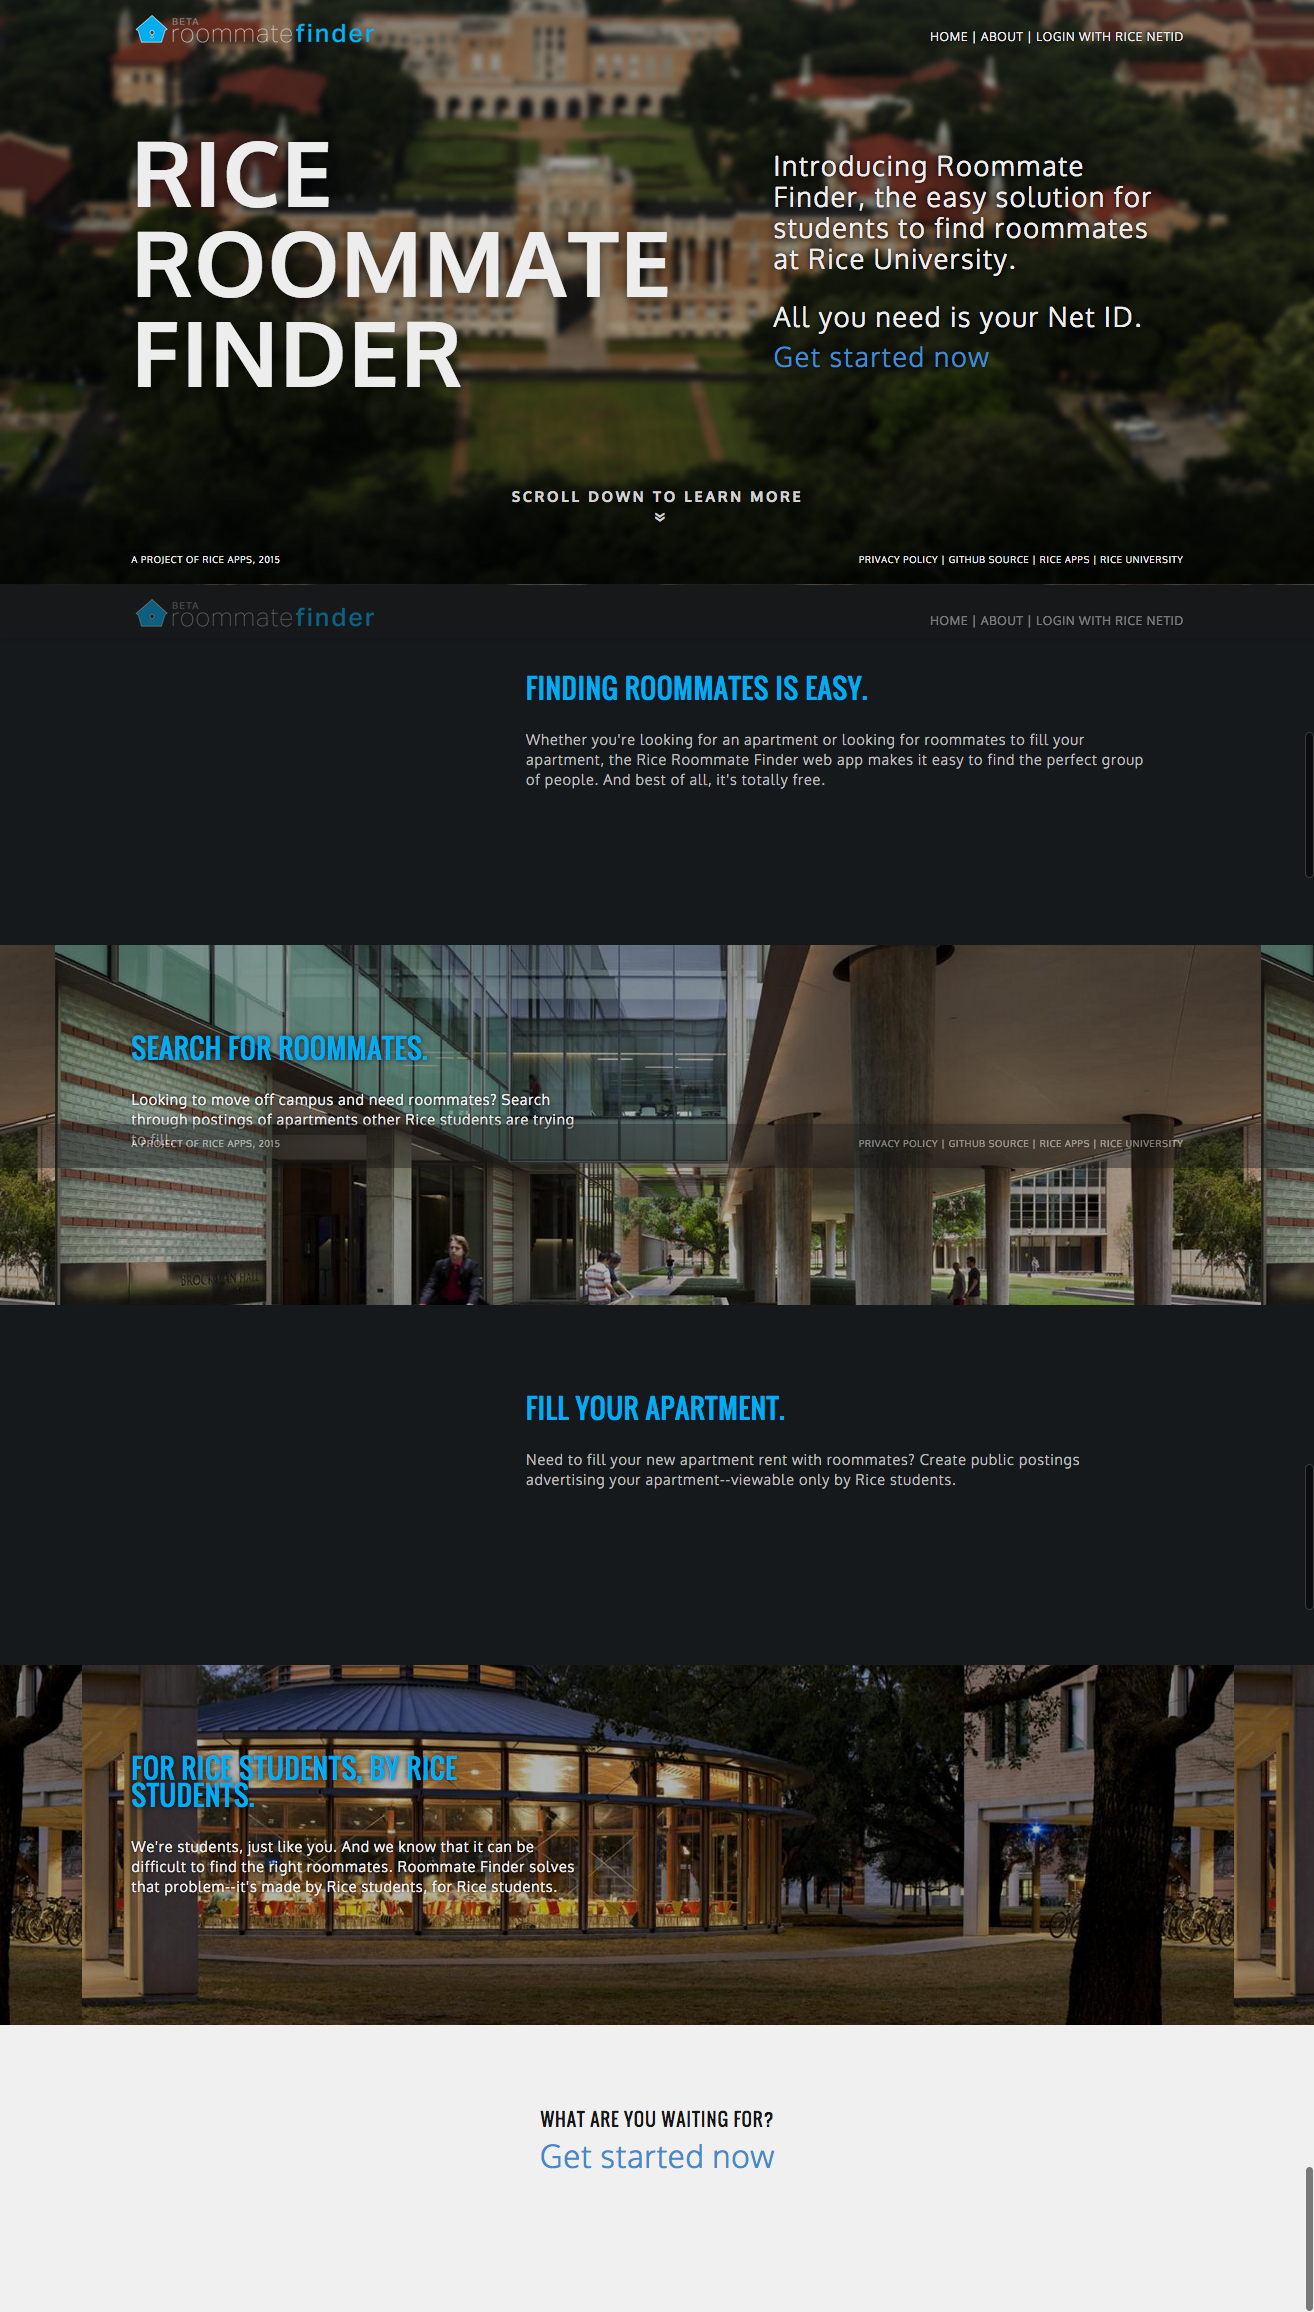 BETA
roommatefinder
HOME | ABOUT | LOGIN WITH RICE NETID
RICE
ROOMMATE
FINDER
Introducing Roommate
Finder, the easy solution for
students to find roommates
at Rice University.
All you need is your Net ID.
Get started now
SCROLL DOWN TO LEARN MORE
A PROJECT OF RICE APPS, 2015
PRIVACY POLICY | GITHUB SOURCE | RICE APPS | RICE UNIVERSITY
BETA
roommatefinder
HOME | ABOUT | LOGIN WITH RICE NETID
FINDING ROOMMATES IS EASY.
Whether you're looking for an apartment or looking for roommates to fill your
apartment, the Rice Roommate Finder web app makes it easy to find the perfect group
of people. And best of all, it's totally free.
SEARCH FOR ROOMMATES.
Looking to move off campus and need roommates? Search
through postings of apartments other Rice students are trying
to fill.
A PROJECT OF RICE APPS, 2015
PRIVACY POLICY | GITHUB SOURCE | RICE APPS | RICE UNIVERSITY
BROCKMAN HALL
FILL YOUR APARTMENT.
Need to fill your new apartment rent with roommates? Create public postings
advertising your apartment--viewable only by Rice students.
FOR RICE STUDENTS, BY RICE
STUDENTS.
We're students, just like you. And we know that it can be
difficult to find the right roommates. Roommate Finder solves
that problem--it's made by Rice students, for Rice students.
WHAT ARE YOU WAITING FOR?
Get started now